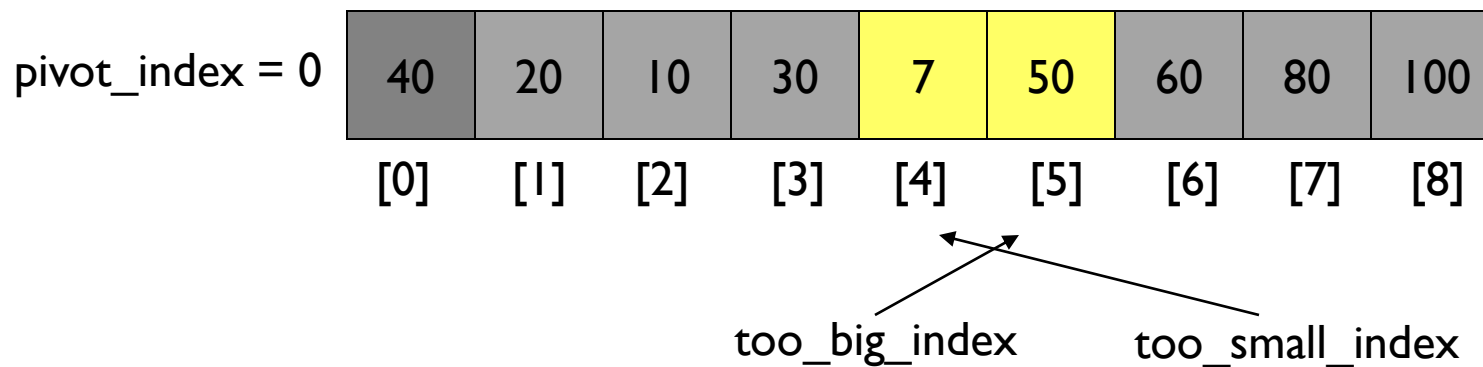 pivot_index = 0 40 20 10 30 7 50 60 80 100
[0] [1] [2] [3] [4] [5] [6] [7] [8]
too_big_index too_small_index